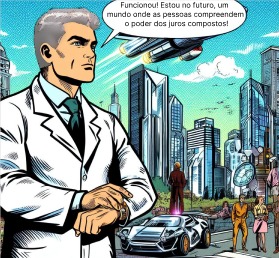 Funcionou! Estou no futuro, um
mundo onde as pessoas compreendem
o poder dos juros compostos!